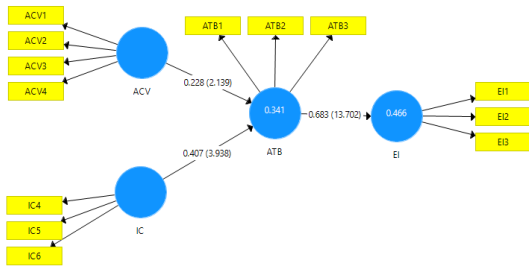 ACV1
ACV2
ACV3
ACV4
ACV
ATB1
ATB2
ATB3
0.228 (2.139)
0.341
ATB
0.683 (13.702)
0.466
EI
EI1
EI2
EI3
0.407 (3.938)
IC4
IC5
IC6
IC